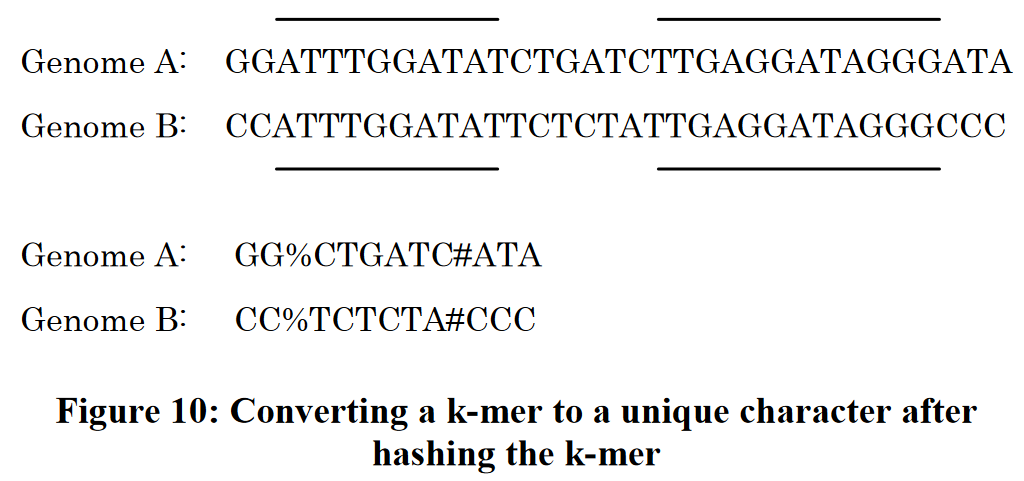 Genome A: GGATTTGGATATCTGATCTTGAGGATAGGGATA
Genome B: CCATTTGGATATTCTCTATTGAGGATAGGGCCC
Genome A: GG%CTGATC#ATA
Genome B: CC%TCTCTA#CCC
Figure 10: Converting a k-mer to a unique character after
hashing the k-mer